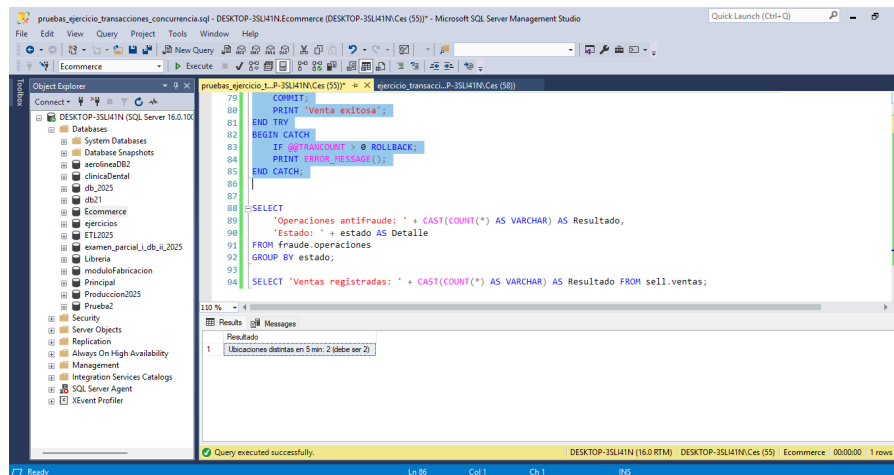 pruebas_ejercicio_transacciones_concurrencia.sql - DESKTOP-3SLI41N.Ecommerce (DESKTOP-3SLI41N\Ces (55))* - Microsoft SQL Server Management Studio
Quick Launch (Ctrl+Q)
File Edit View Query Project Tools Window Help
New Query
Ecommerce
Execute
Toolbox
Object Explorer
Connect
DESKTOP-3SLI41N (SQL Server 16.0.100
Databases
System Databases
Database Snapshots
aerolineaDB2
clinicaDental
db_2025
db21
Ecommerce
ejercicios
ETL2025
examen_parcial_i_db_ii_2025
Libreria
moduloFabricacion
Principal
Produccion2025
Prueba2
Security
Server Objects
Replication
Always On High Availability
Management
Integration Services Catalogs
SQL Server Agent
XEvent Profiler
pruebas_ejercicio_t...P-3SLI41N\Ces (55))*
ejercicio_transacci...P-3SLI41N\Ces (58))
79 COMMIT;
80 PRINT 'Venta exitosa';
81 END TRY
82 BEGIN CATCH
83 IF @@TRANCOUNT > 0 ROLLBACK;
84 PRINT ERROR_MESSAGE();
85 END CATCH;
86
87
88 SELECT
89 'Operaciones antifraude: ' + CAST(COUNT(*) AS VARCHAR) AS Resultado,
90 'Estado: ' + estado AS Detalle
91 FROM fraude.operaciones
92 GROUP BY estado;
93
94 SELECT 'Ventas registradas: ' + CAST(COUNT(*) AS VARCHAR) AS Resultado FROM sell.ventas;
110 %
Results Messages
Resultado
1 Ubicaciones distintas en 5 min: 2 (debe ser 2)
Query executed successfully.
DESKTOP-3SLI41N (16.0 RTM) DESKTOP-3SLI41N\Ces (55) Ecommerce 00:00:00 1 rows
Ready Ln 86 Col 1 Ch 1 INS